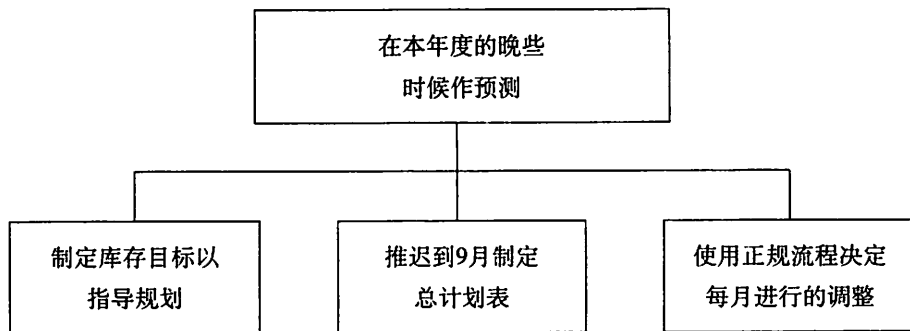 在本年度的晚些
时候作预测
制定库存目标以
指导规划
推迟到9月制定
总计划表
使用正规流程决定
每月进行的调整